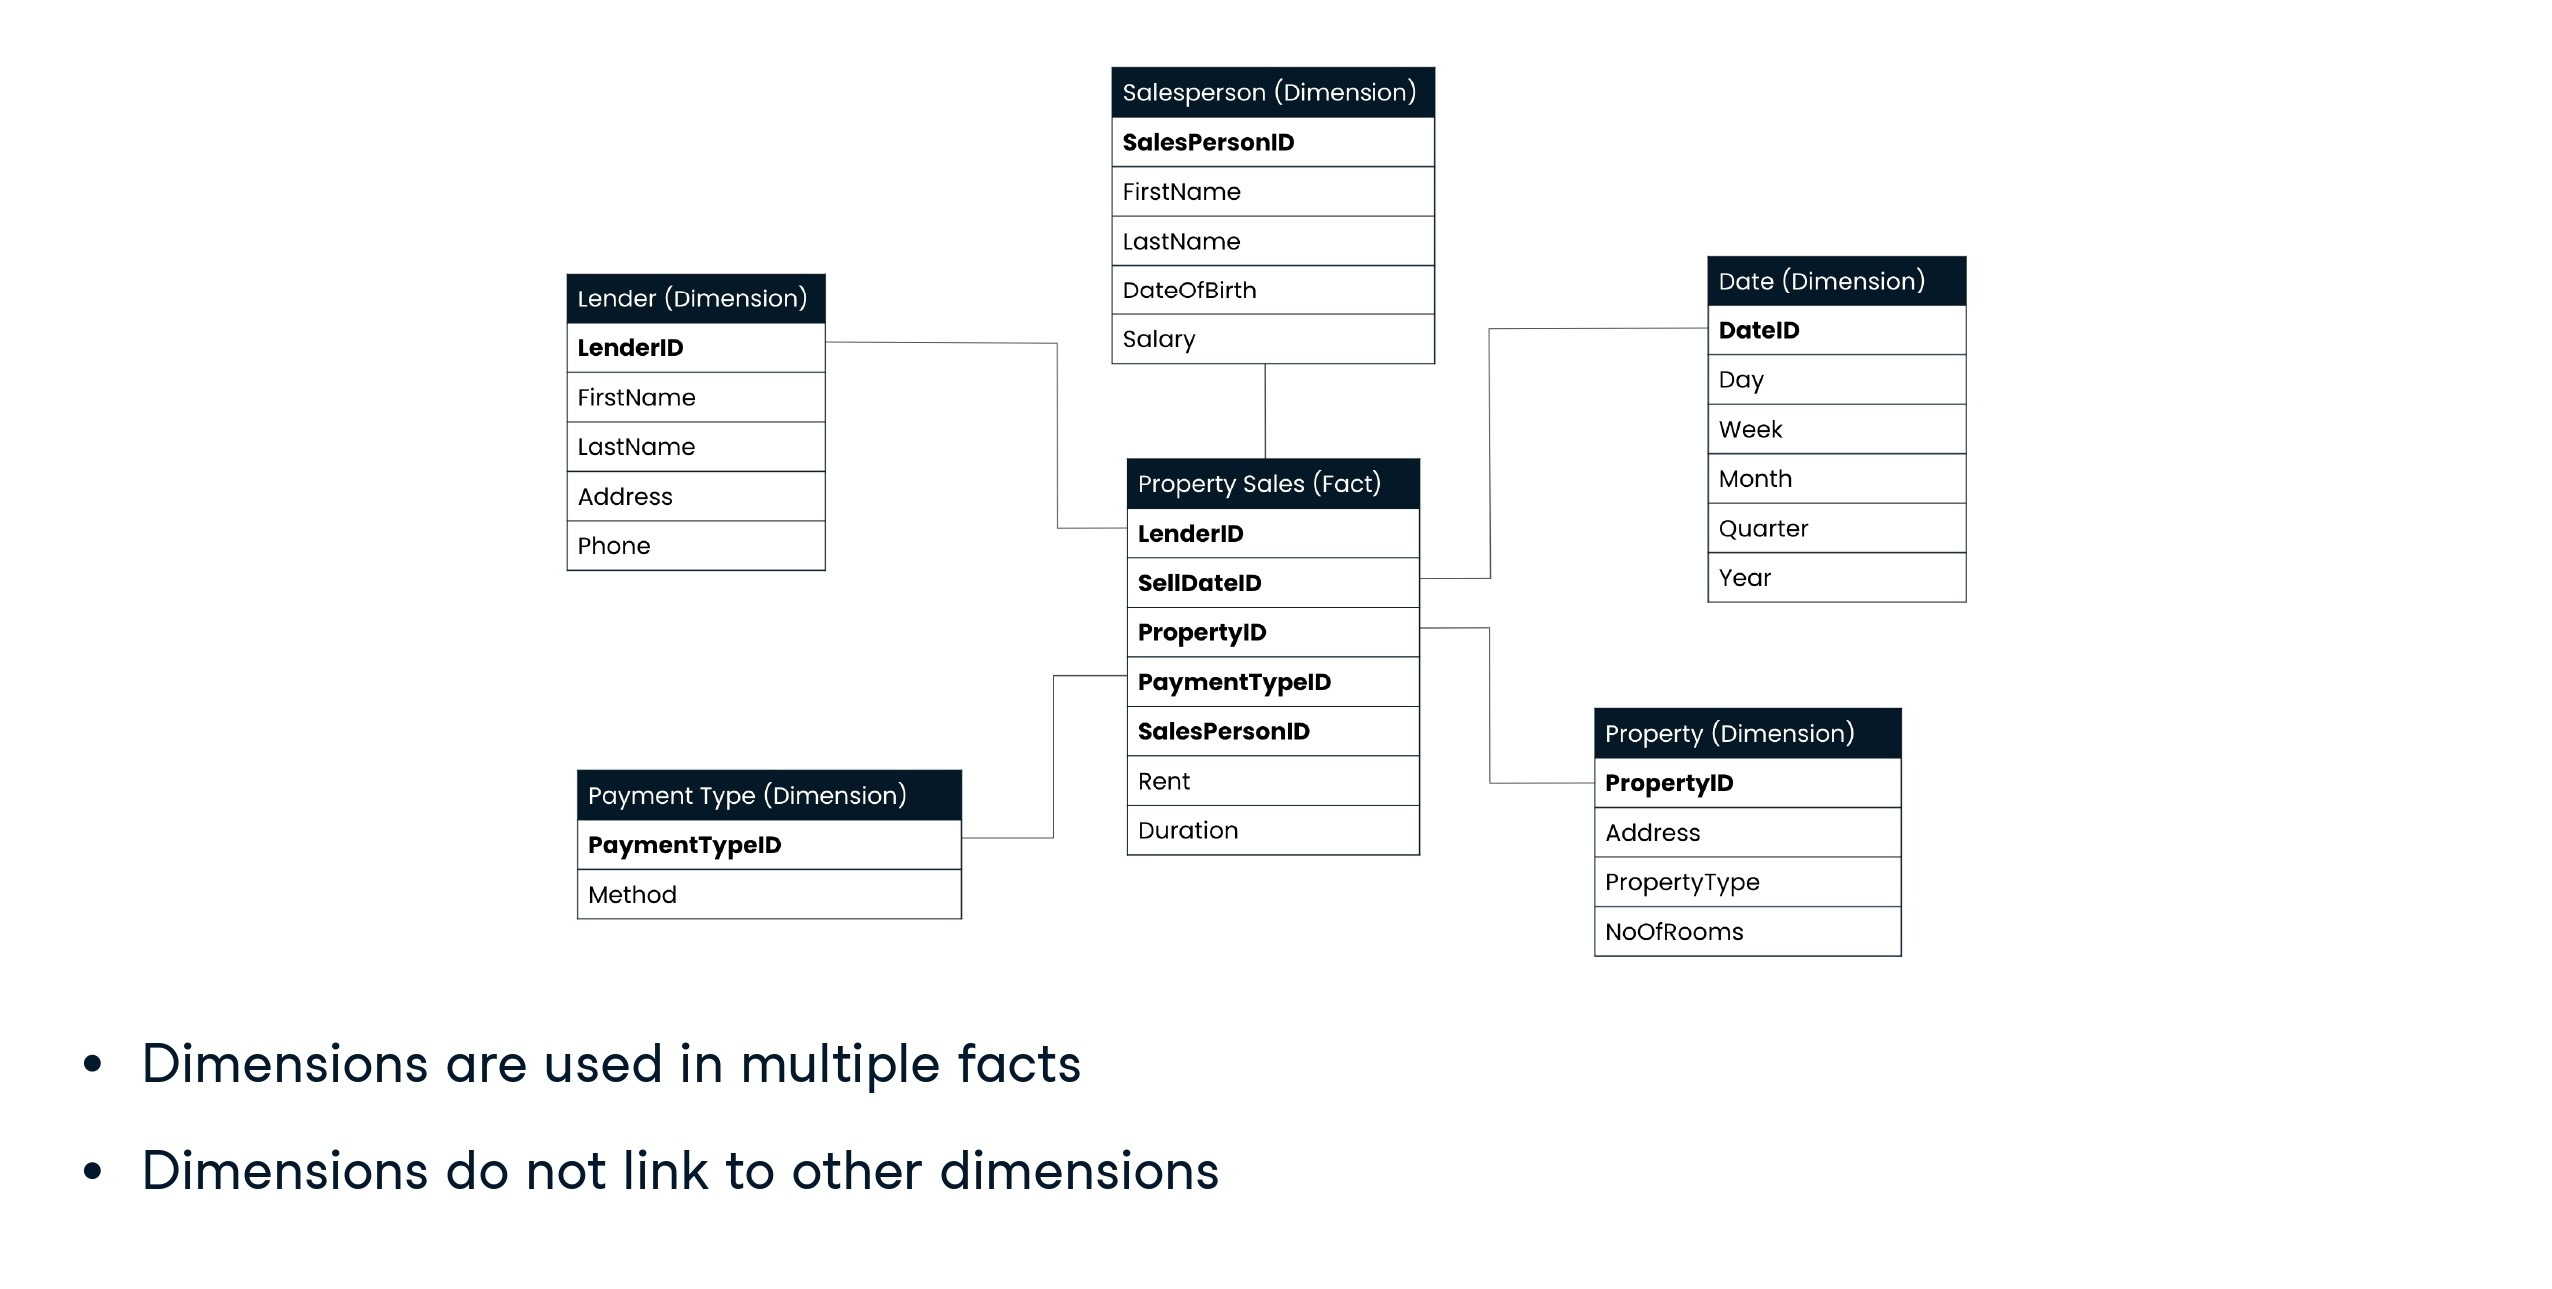 Salesperson (Dimension)
SalesPersonID
FirstName
LastName
DateOfBirth
Salary
Lender (Dimension)
LenderID
FirstName
LastName
Address
Phone
Date (Dimension)
DateID
Day
Week
Month
Quarter
Year
Property Sales (Fact)
LenderID
SellDateID
PropertyID
PaymentTypeID
SalesPersonID
Rent
Duration
Payment Type (Dimension)
PaymentTypeID
Method
Property (Dimension)
PropertyID
Address
PropertyType
NoOfRooms
• Dimensions are used in multiple facts
• Dimensions do not link to other dimensions